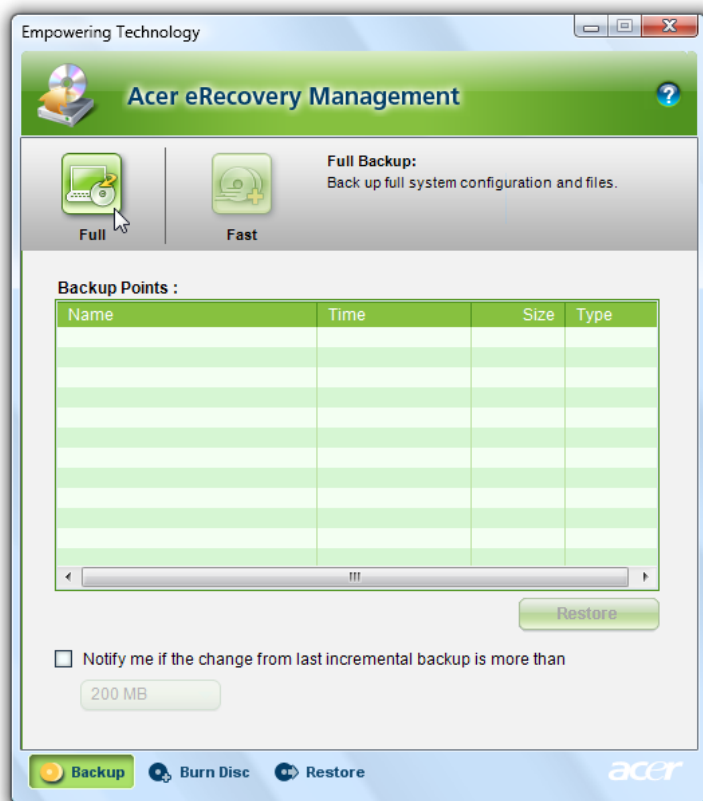 Empowering Technology
Acer eRecovery Management
?
Full
Fast
Full Backup:
Back up full system configuration and files.
Backup Points :
Name Time Size Type
Restore
Notify me if the change from last incremental backup is more than
200 MB
Backup Burn Disc Restore acer